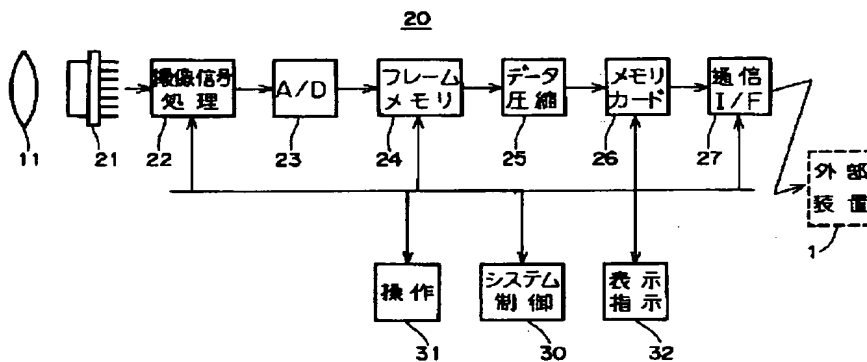 20
撮像信号
処理
A/D
フレーム
メモリ
データ
圧縮
メモリ
カード
通信
I/F
11
21
22
23
24
25
26
27
外部
装置
1
操作
システム
制御
表示
指示
31
30
32